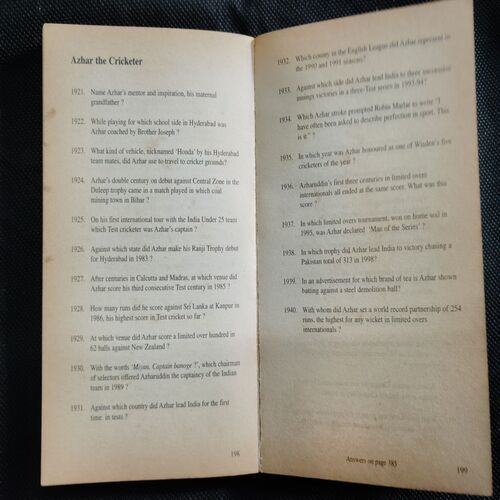 Azhar the Cricketer
1921. Name Azhar's mentor and inspiration, his maternal
grandfather ?
1922. While playing for which school side in Hyderabad was
Azhar coached by Brother Joseph ?
1923. What kind of vehicle, nicknamed 'Honda' by his Hyderabad
team mates, did Azhar use to travel to cricket grounds?
1924. Azhar's double century on debut against Central Zone in the
Duleep trophy came in a match played in which coal
mining town in Bihar ?
1925. On his first international tour with the India Under 25 team
which Test cricketer was Azhar's captain ?
1926. Against which state did Azhar make his Ranji Trophy debut
for Hyderabad in 1983 ?
1927. After centuries in Calcutta and Madras, at which venue did
Azhar score his third consecutive Test century in 1985 ?
1928. How many runs did he score against Sri Lanka at Kanpur in
1986, his highest score in Test cricket so far ?
1929. At which venue did Azhar score a limited over hundred in
62 balls against New Zealand ?
1930. With the words 'Miyan, Captain banoge ?', which chairman
of selectors offered Azharuddin the captaincy of the Indian
team in 1989 ?
1931. Against which country did Azhar lead India for the first
time in tests ?
198
1932. Which county in the English League did Azhar represent in
the 1990 and 1991 seasons?
1933. Against which side did Azhar lead India to three successive
innings victories in a three-Test series in 1993-94?
1934. Which Azhar stroke prompted Robin Marlar to write "I
have often been asked to describe perfection in sport. This
is it" ?
1935. In which year was Azhar honoured as one of Wisden's five
cricketers of the year ?
1936. Azharuddin's first three centuries in limited overs
internationals all ended at the same score. What was this
score ?
1937. In which limited overs tournament, won on home soil in
1995, was Azhar declared 'Man of the Series' ?
1938. In which trophy did Azhar lead India to victory chasing a
Pakistan total of 313 in 1998?
1939. In an advertisement for which brand of tea is Azhar shown
batting against a steel demolition ball?
1940. With whom did Azhar set a world record partnership of 254
runs, the highest for any wicket in limited overs
internationals ?
Answers on page 385
199